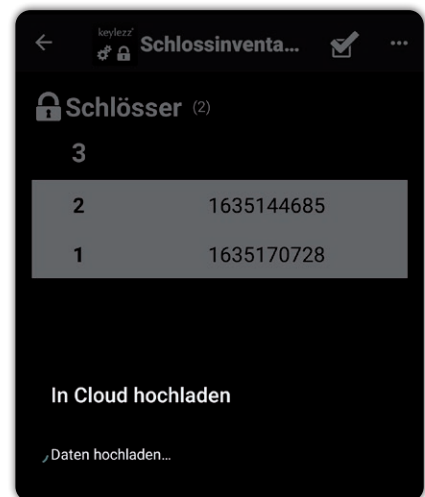 keylezz®
Schlossinventa...
Schlösser (2)
3
2 1635144685
1 1635170728
In Cloud hochladen
Daten hochladen...